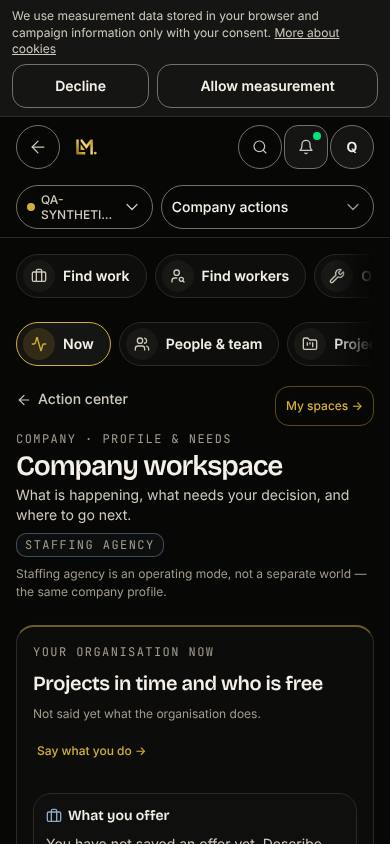 We use measurement data stored in your browser and
campaign information only with your consent. More about
cookies
Decline
Allow measurement
LM.
Q
QA-
SYNTHETI...
Company actions
Find work
Find workers
Now
People & team
Projec
← Action center
My spaces →
COMPANY · PROFILE & NEEDS
Company workspace
What is happening, what needs your decision, and
where to go next.
STAFFING AGENCY
Staffing agency is an operating mode, not a separate world —
the same company profile.
YOUR ORGANISATION NOW
Projects in time and who is free
Not said yet what the organisation does.
Say what you do →
What you offer
You have not saved an offer yet. Describe